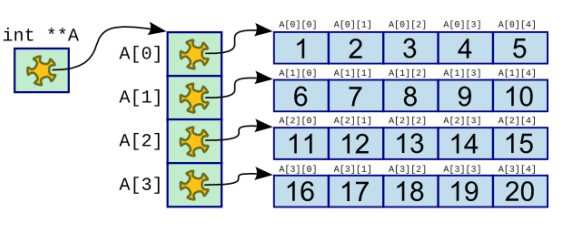 int **A
A[0]
A[0][0] A[0][1] A[0][2] A[0][3] A[0][4]
1 2 3 4 5
A[1]
A[1][0] A[1][1] A[1][2] A[1][3] A[1][4]
6 7 8 9 10
A[2]
A[2][0] A[2][1] A[2][2] A[2][3] A[2][4]
11 12 13 14 15
A[3]
A[3][0] A[3][1] A[3][2] A[3][3] A[3][4]
16 17 18 19 20